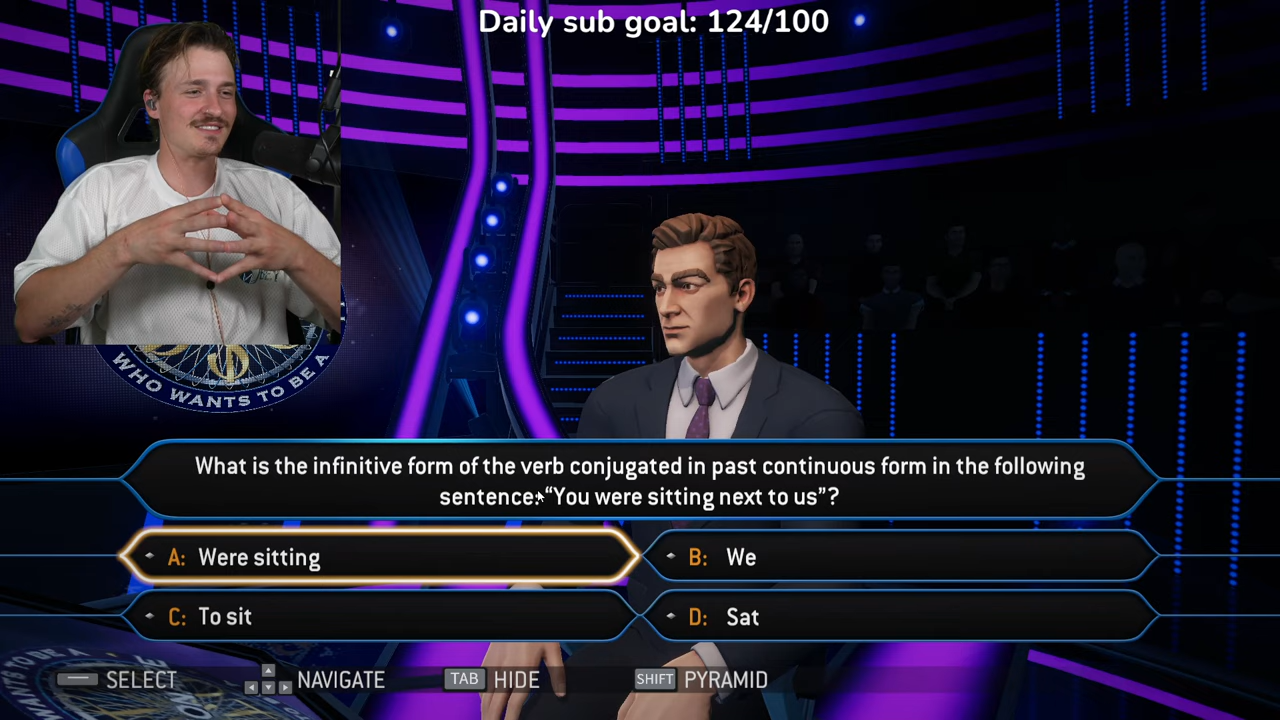 Daily sub goal: 124/100
WHO WANTS TO BE A
What is the infinitive form of the verb conjugated in past continuous form in the following
sentence: “You were sitting next to us”?
A: Were sitting
B: We
C: To sit
D: Sat
SELECT
NAVIGATE
TAB HIDE
SHIFT PYRAMID